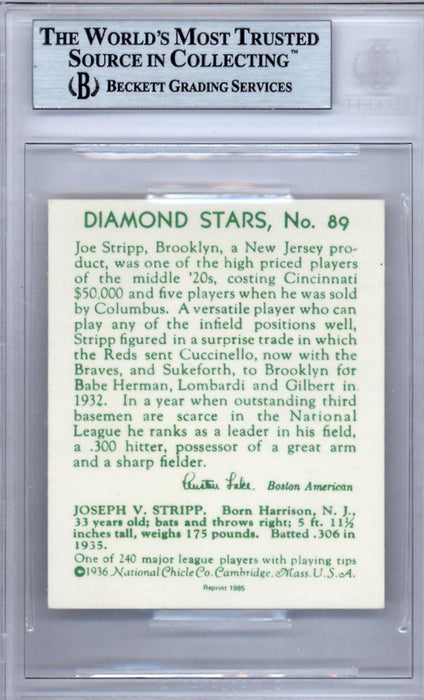 THE WORLD'S MOST TRUSTED
SOURCE IN COLLECTING™
B BECKETT GRADING SERVICES
DIAMOND STARS, No. 89
Joe Stripp, Brooklyn, a New Jersey pro-
duct, was one of the high priced players
of the middle '20s, costing Cincinnati
$50,000 and five players when he was sold
by Columbus. A versatile player who can
play any of the infield positions well,
Stripp figured in a surprise trade in which
the Reds sent Cuccinello, now with the
Braves, and Sukeforth, to Brooklyn for
Babe Herman, Lombardi and Gilbert in
1932. In a year when outstanding third
basemen are scarce in the National
League he ranks as a leader in his field,
a .300 hitter, possessor of a great arm
and a sharp fielder.
Austen Lake. Boston American
JOSEPH V. STRIPP. Born Harrison, N. J.,
33 years old; bats and throws right; 5 ft. 11½
inches tall, weighs 175 pounds. Batted .306 in
1935.
One of 240 major league players with playing tips
©1936 National Chicle Co. Cambridge, Mass. U.S.A.
Reprint 1985